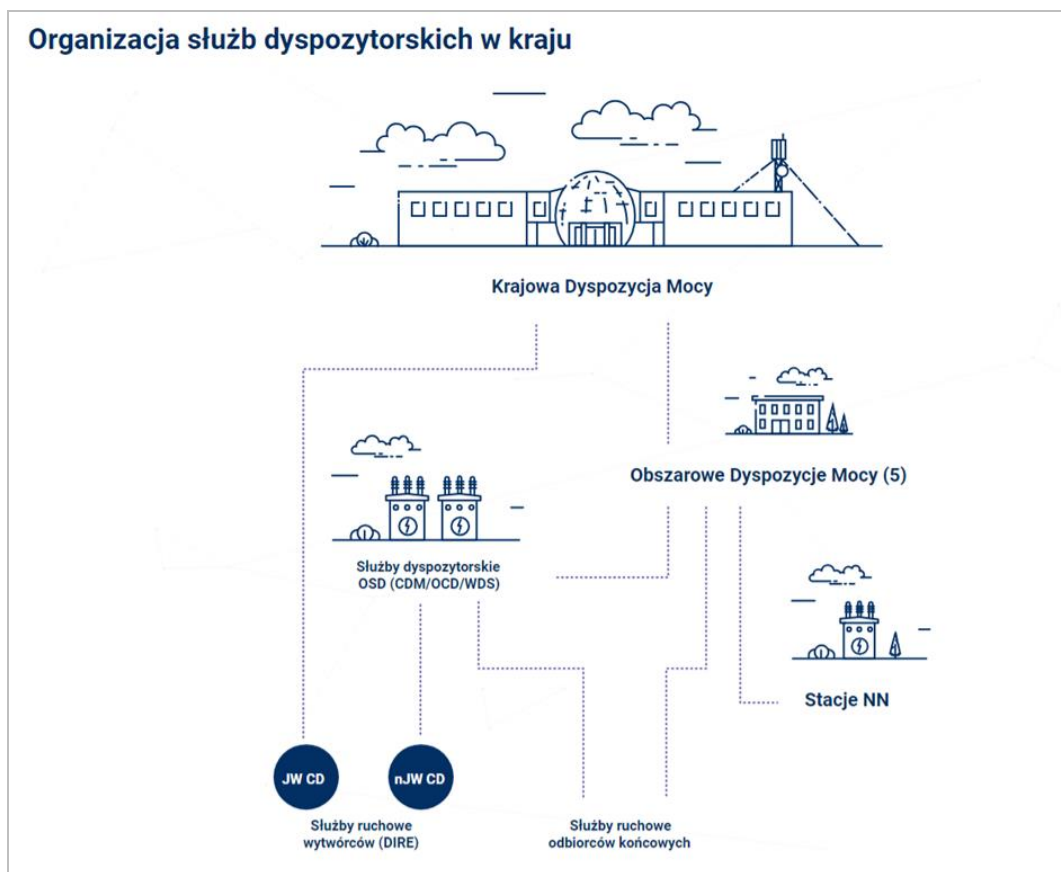 Organizacja służb dyspozytorskich w kraju
Krajowa Dyspozycja Mocy
Obszarowe Dyspozycje Mocy (5)
Służby dyspozytorskie
OSD (CDM/OCD/WDS)
Stacje NN
JW CD
nJW CD
Służby ruchowe
wytwórców (DIRE)
Służby ruchowe
odbiorców końcowych